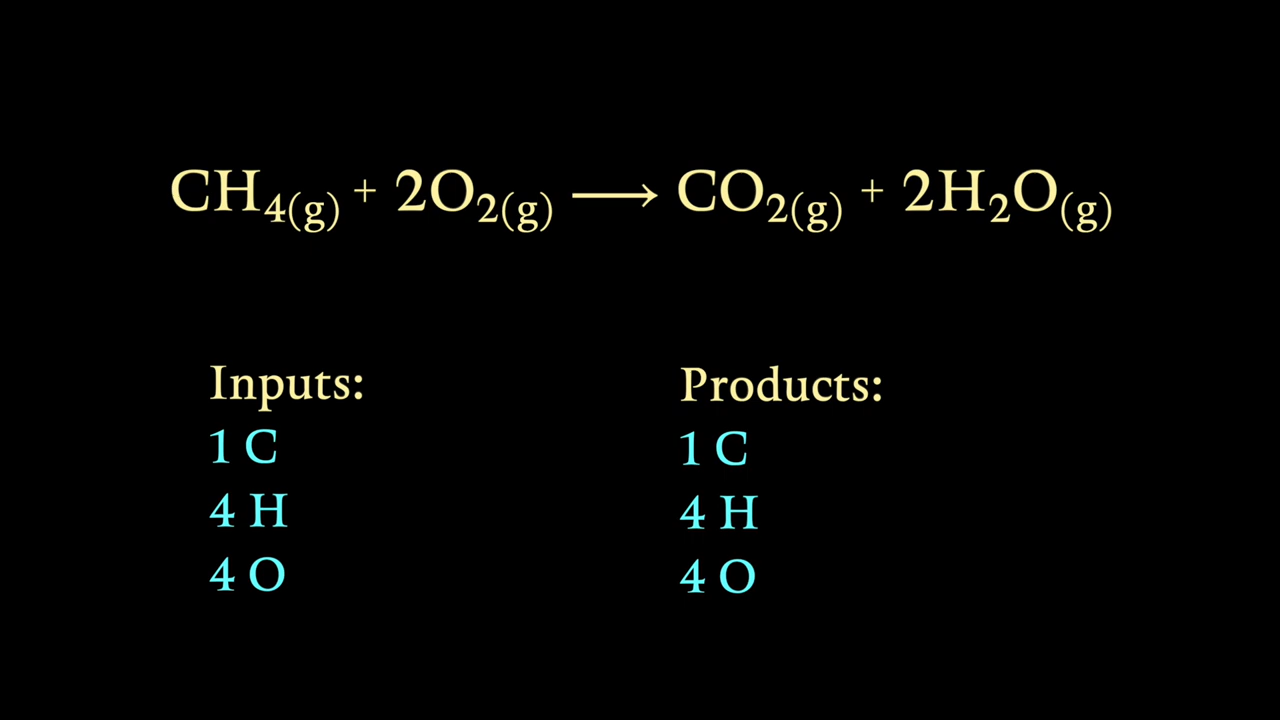 CH₄(g) + 2O₂(g) ⟶ CO₂(g) + 2H₂O(g)
Inputs:
1 C
4 H
4 O
Products:
1 C
4 H
4 O